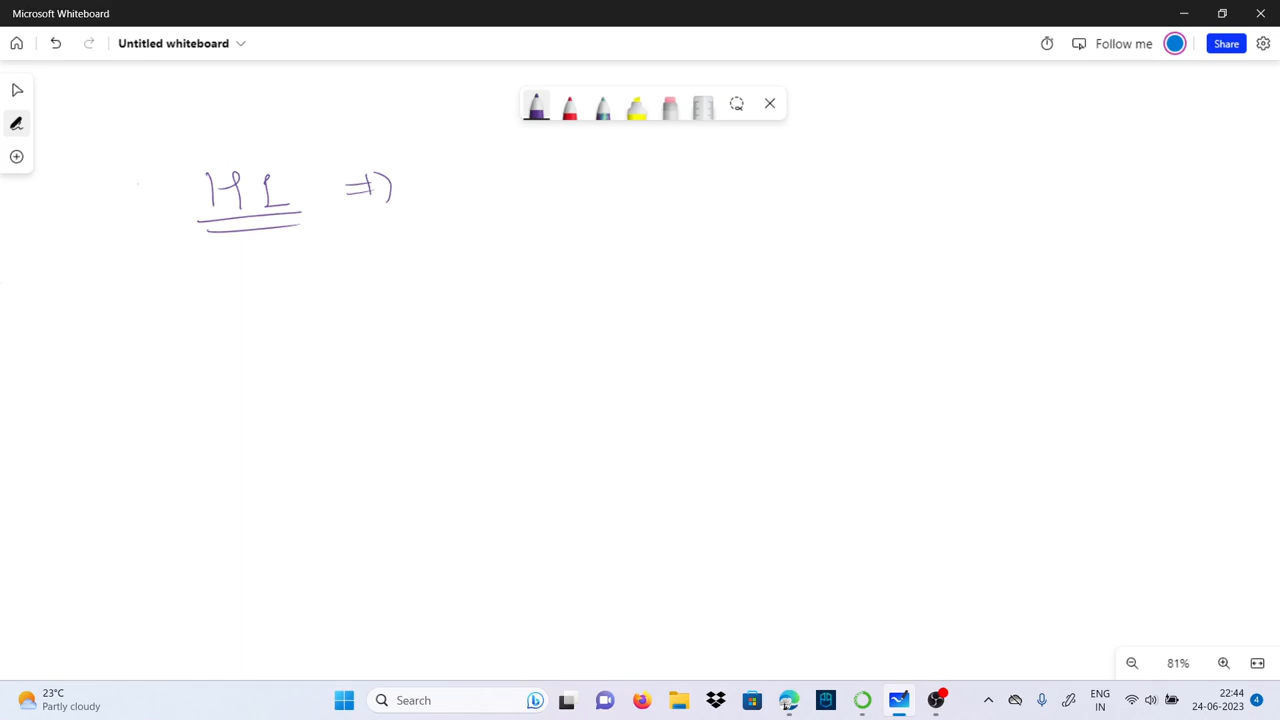 Microsoft Whiteboard
Untitled whiteboard
Follow me
Share
HL ⇒
81%
23°C
Partly cloudy
Search
ENG
IN
22:44
24-06-2023
4